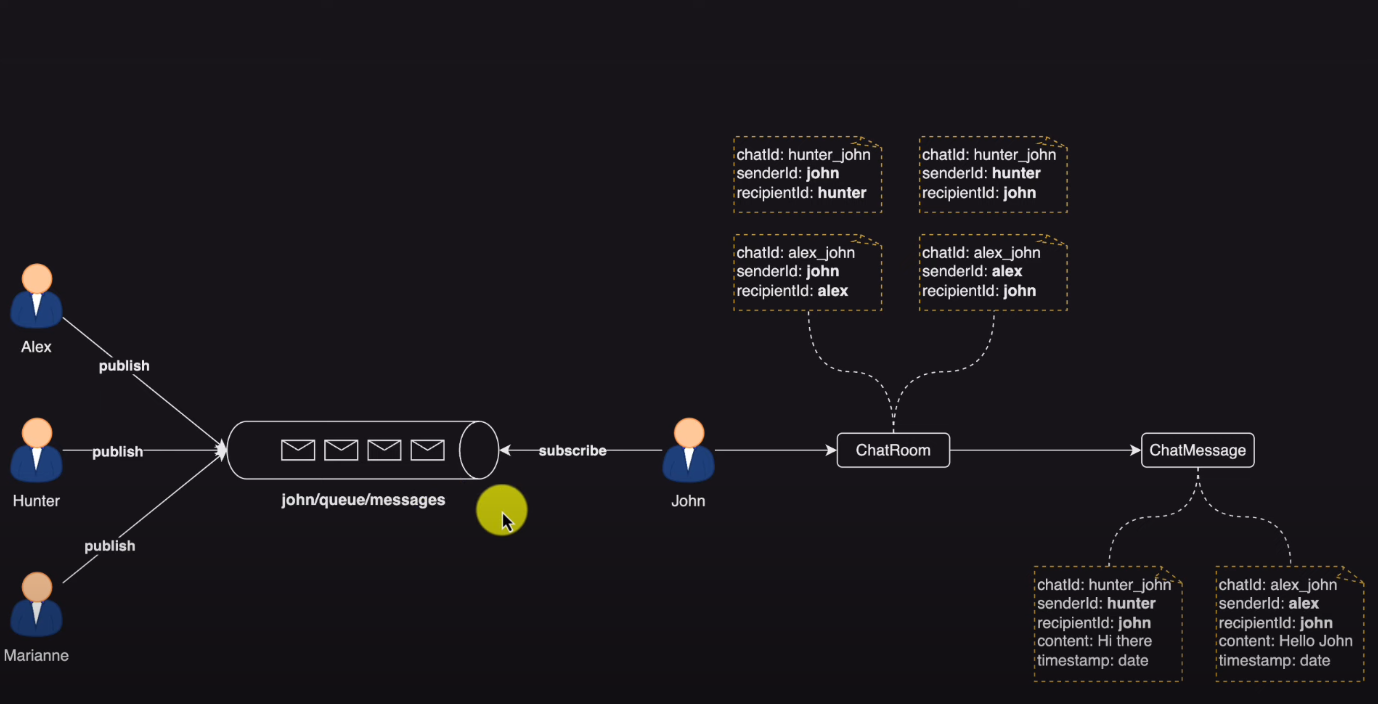 chatId: hunter_john
senderId: john
recipientId: hunter
chatId: hunter_john
senderId: hunter
recipientId: john
chatId: alex_john
senderId: john
recipientId: alex
chatId: alex_john
senderId: alex
recipientId: john
Alex
publish
Hunter
publish
Marianne
publish
john/queue/messages
subscribe
John
ChatRoom
ChatMessage
chatId: hunter_john
senderId: hunter
recipientId: john
content: Hi there
timestamp: date
chatId: alex_john
senderId: alex
recipientId: john
content: Hello John
timestamp: date